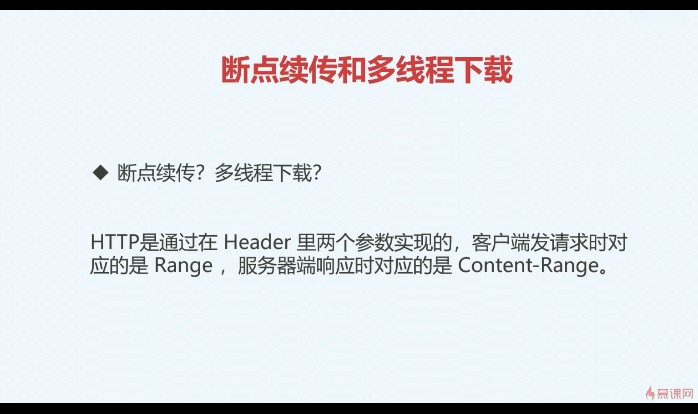 断点续传和多线程下载
◆ 断点续传？多线程下载？
HTTP是通过在 Header 里两个参数实现的，客户端发请求时对
应的是 Range ，服务器端响应时对应的是 Content-Range。
慕课网